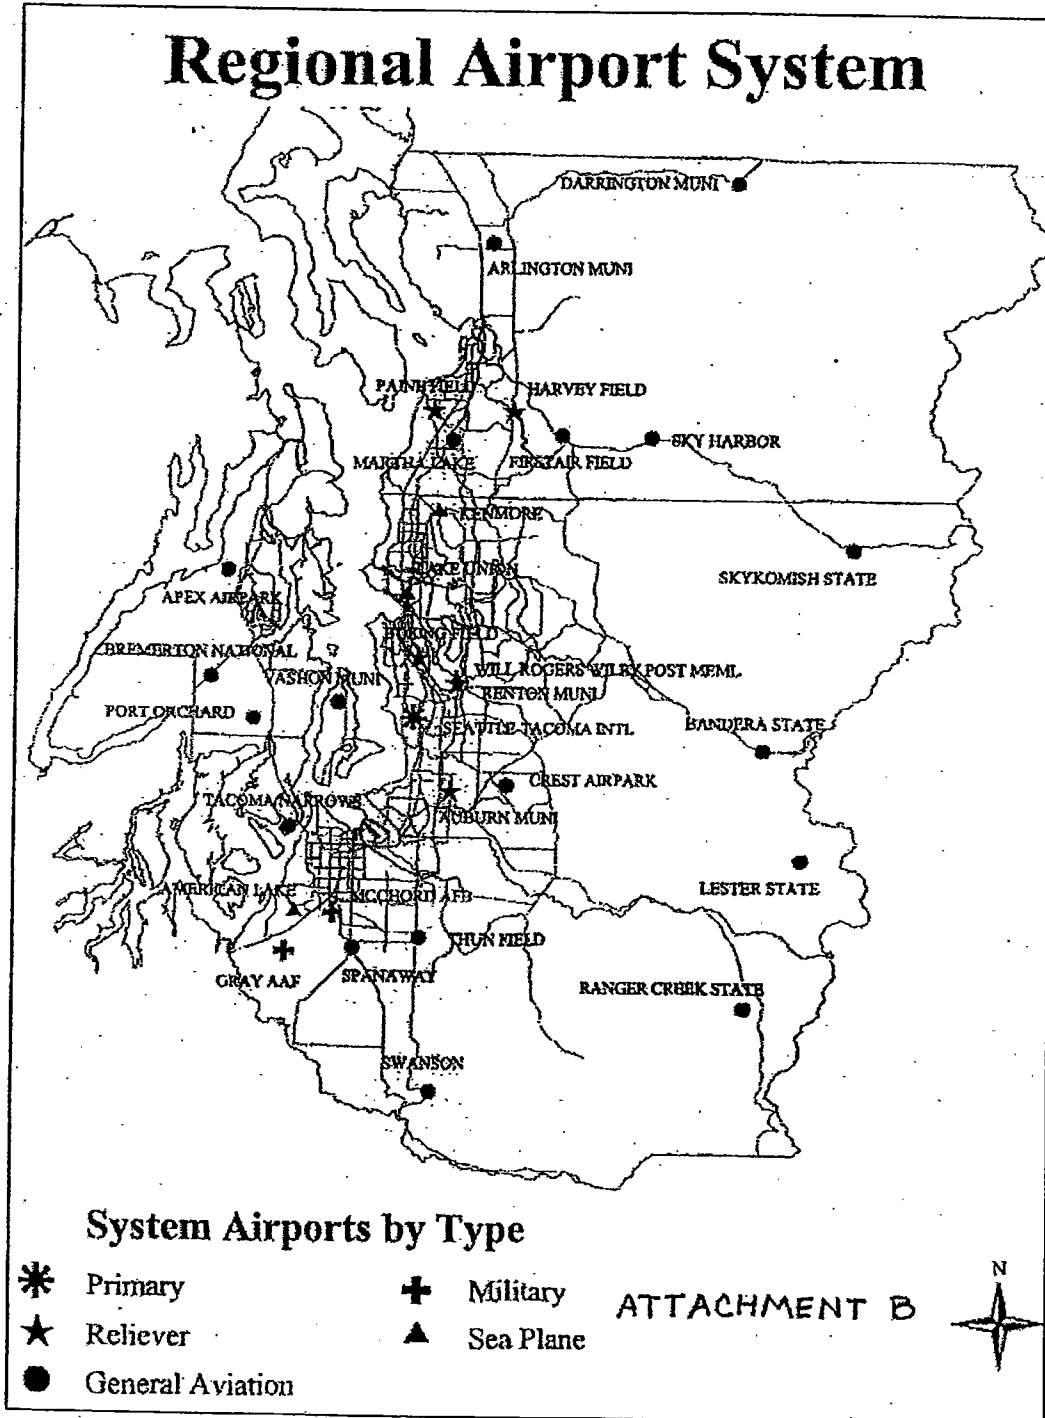 Regional Airport System
DARRINGTON MUNI
ARLINGTON MUNI
PAINE FIELD
HARVEY FIELD
SKY HARBOR
MARTHA LAKE
FIRSTAIR FIELD
KENMORE
LAKE UNION
SKYKOMISH STATE
APEX AIRPARK
BOEING FIELD
BREMERTON NATIONAL
WILL ROGERS WILEY POST MEML
VASHON MUNI
RENTON MUNI
PORT ORCHARD
SEATTLE-TACOMA INTL
BANDERA STATE
CREST AIRPARK
TACOMA NARROWS
AUBURN MUNI
AMERICAN LAKE
MCCHORD AFB
LESTER STATE
THUN FIELD
GRAY AAF
SPANAWAY
RANGER CREEK STATE
SWANSON
System Airports by Type
Primary
Military
Reliever
Sea Plane
General Aviation
ATTACHMENT B
N